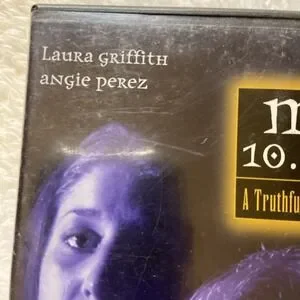 Laura Griffith
Angie Perez
m
10.
A Truthfu